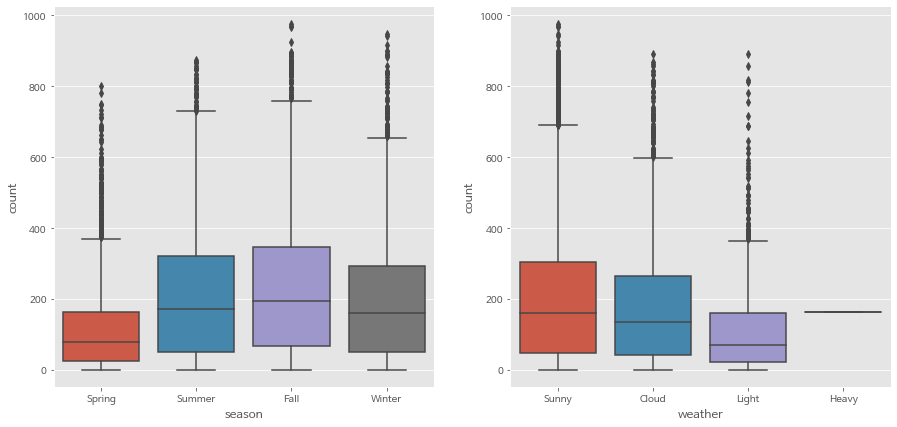 1000
800
600
400
200
0
count
Spring Summer Fall Winter
season
1000
800
600
400
200
0
count
Sunny Cloud Light Heavy
weather